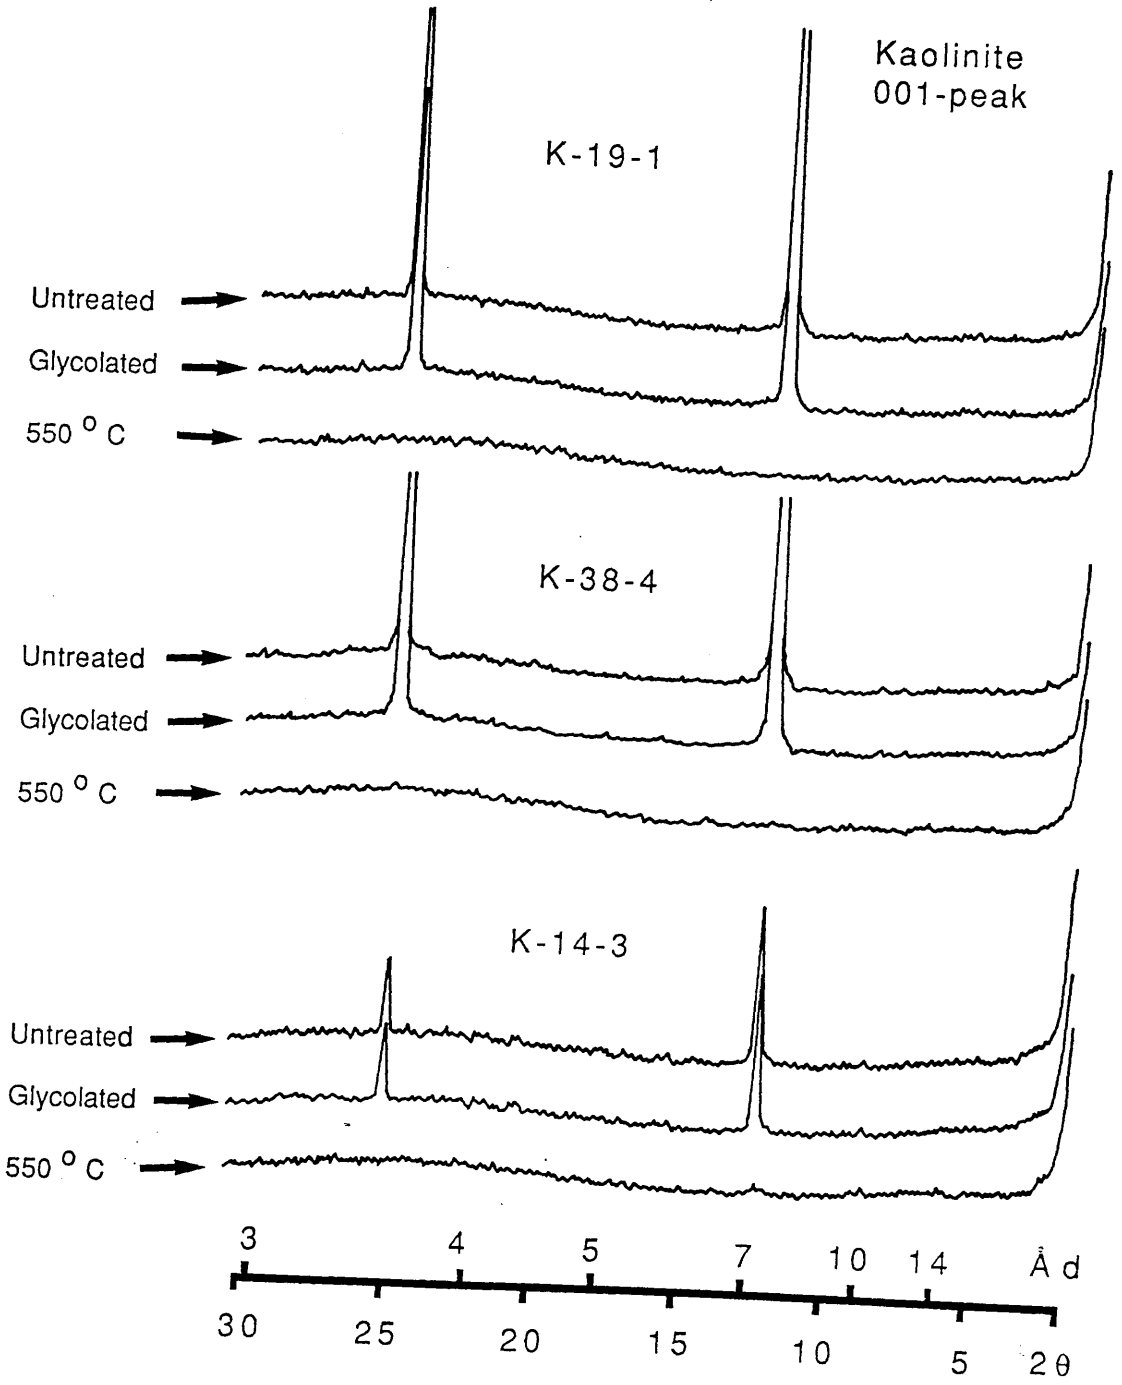 Kaolinite
001-peak
K-19-1
Untreated
Glycolated
550 °C
K-38-4
Untreated
Glycolated
550 °C
K-14-3
Untreated
Glycolated
550 °C
3 4 5 7 10 14 Å d
30 25 20 15 10 5 2θ